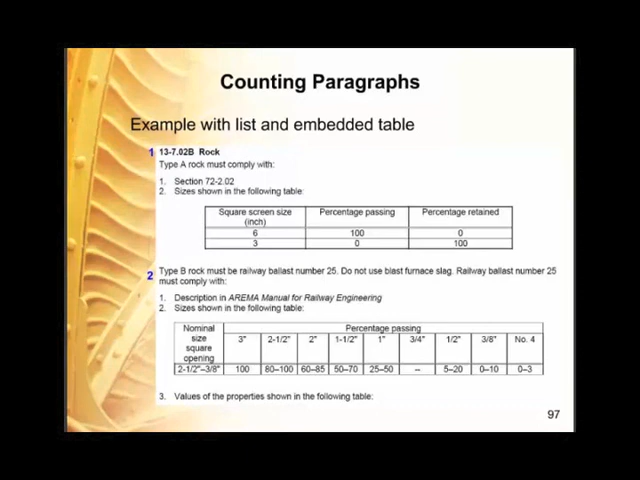 Counting Paragraphs
Example with list and embedded table
1 13-7.02B Rock
Type A rock must comply with:
1. Section 72-2.02
2. Sizes shown in the following table:
Square screen size (inch) Percentage passing Percentage retained
6 100 0
3 0 100
2 Type B rock must be railway ballast number 25. Do not use blast furnace slag. Railway ballast number 25
must comply with:
1. Description in AREMA Manual for Railway Engineering
2. Sizes shown in the following table:
Nominal size square opening Percentage passing
3" 2-1/2" 2" 1-1/2" 1" 3/4" 1/2" 3/8" No. 4
2-1/2"–3/8" 100 80–100 60–85 50–70 25–50 – 5–20 0–10 0–3
3. Values of the properties shown in the following table:
97